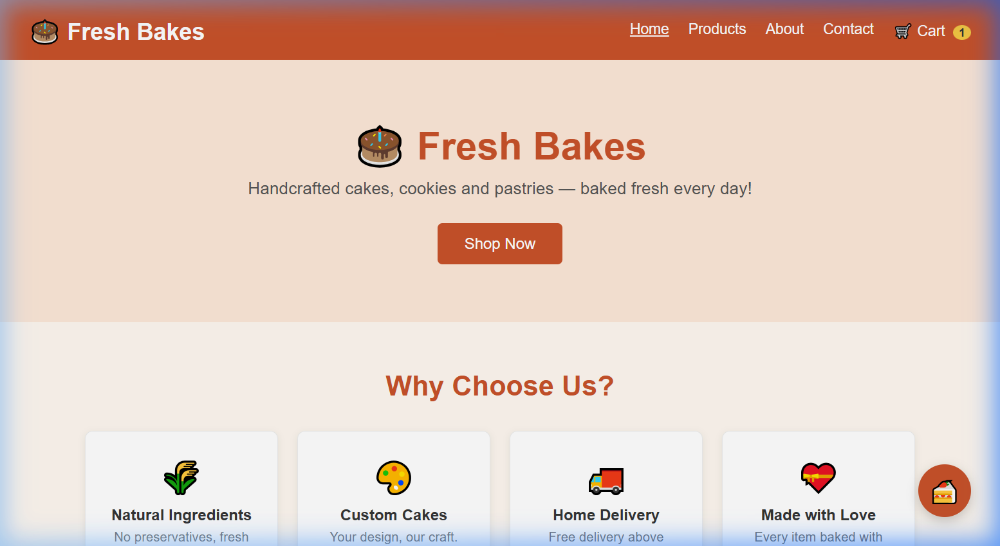 Fresh Bakes
Home Products About Contact Cart 1
Fresh Bakes
Handcrafted cakes, cookies and pastries — baked fresh every day!
Shop Now
Why Choose Us?
Natural Ingredients
No preservatives, fresh
Custom Cakes
Your design, our craft.
Home Delivery
Free delivery above
Made with Love
Every item baked with